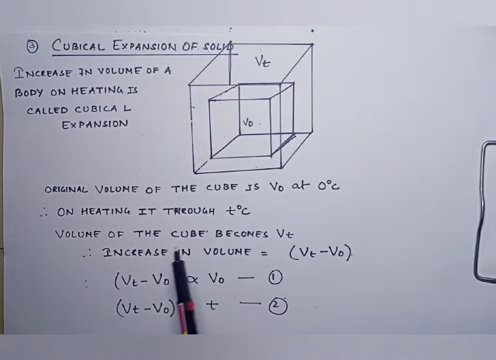 ③ CUBICAL EXPANSION OF SOLID
Vt
INCREASE IN VOLUME OF A
BODY ON HEATING IS
CALLED CUBICAL
EXPANSION
V0
ORIGINAL VOLUME OF THE CUBE IS V0 at 0°C
∴ ON HEATING IT THROUGH t°C
VOLUME OF THE CUBE BECOMES Vt
∴ INCREASE IN VOLUME = (Vt-V0)
: (Vt-V0) ∝ V0 — ①
(Vt-V0) t — ②